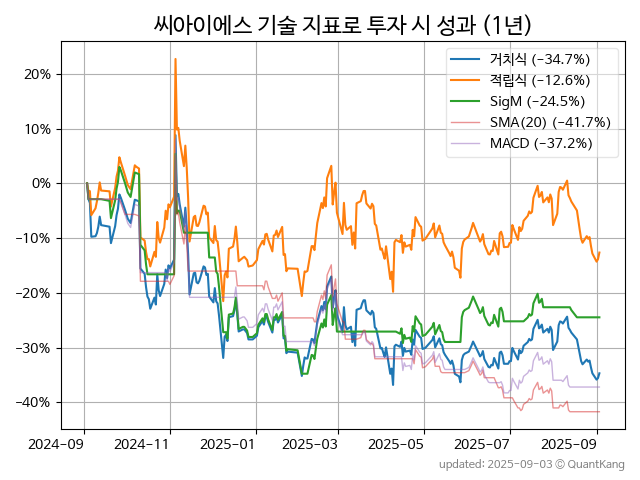 씨아이에스 기술 지표로 투자 시 성과 (1년)
거치식 (−34.7%)
적립식 (−12.6%)
SigM (−24.5%)
SMA(20) (−41.7%)
MACD (−37.2%)
20%
10%
0%
−10%
−20%
−30%
−40%
2024-09
2024-11
2025-01
2025-03
2025-05
2025-07
2025-09
updated: 2025-09-03 © QuantKang